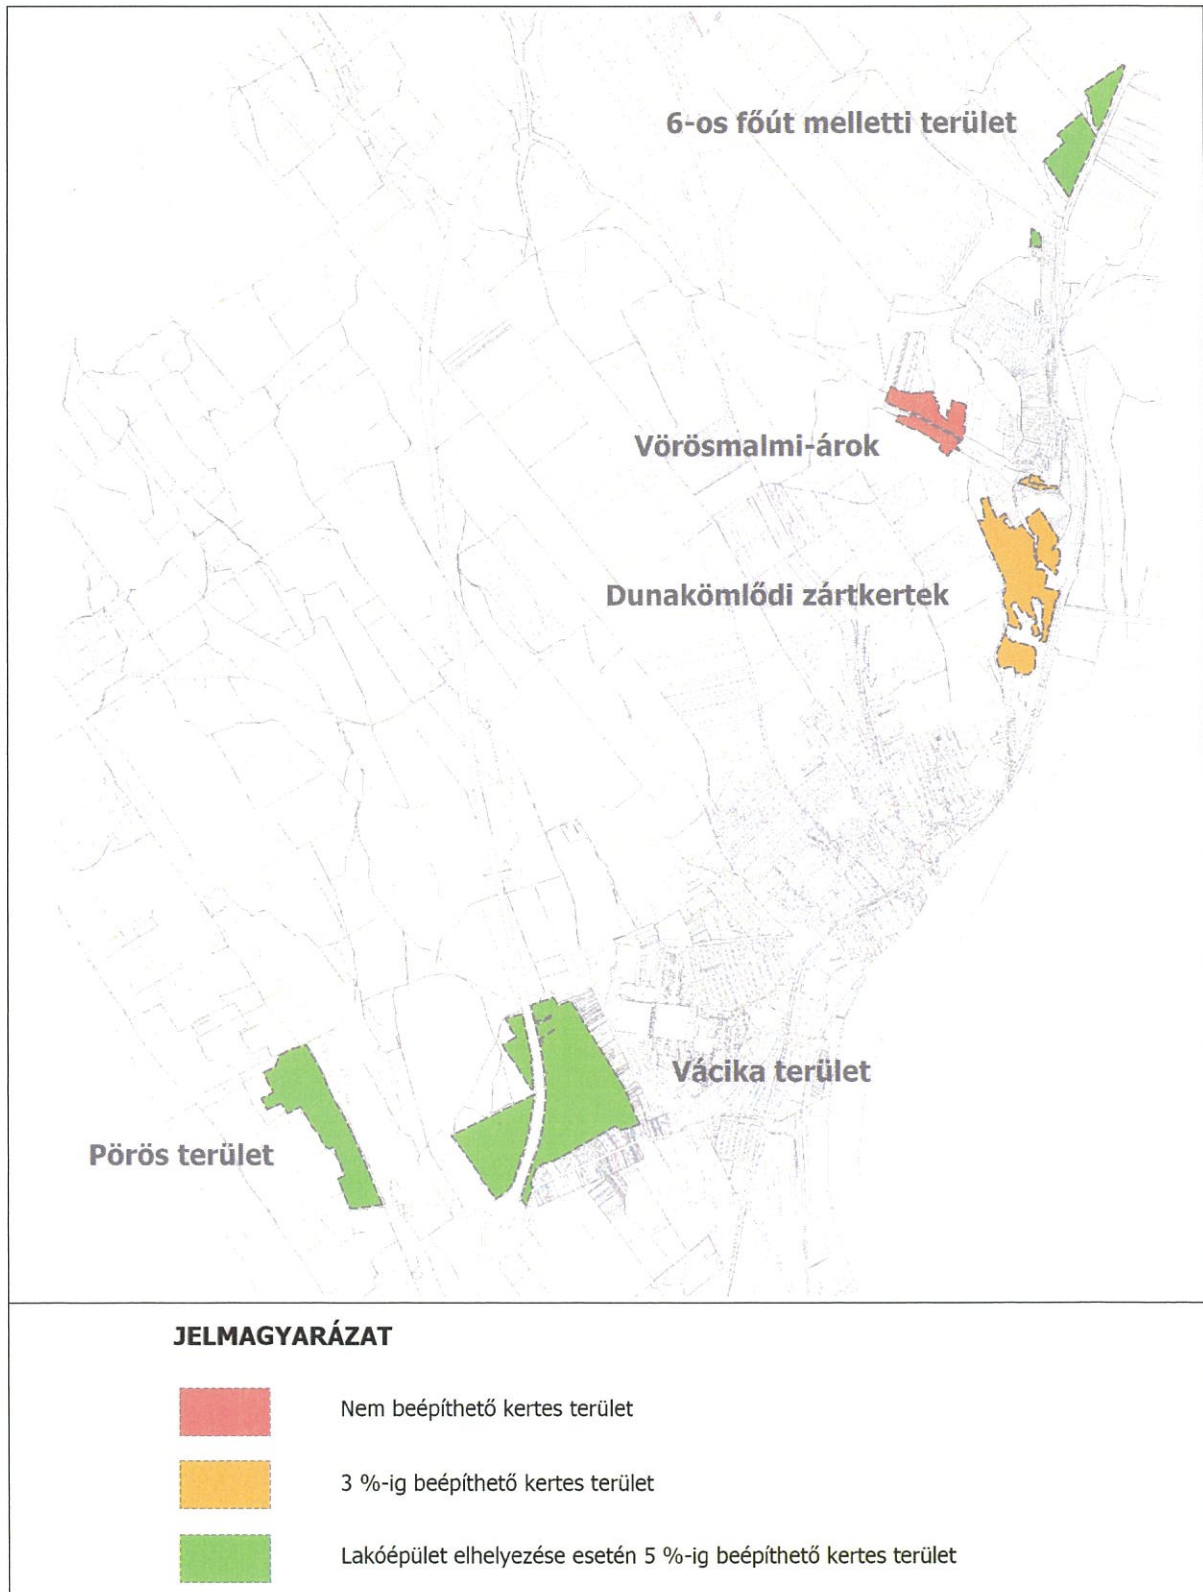 6-os főút melletti terület
Vörösmalmi-árok
Dunakömlődi zártkertek
Vácika terület
Pörös terület
JELMAGYARÁZAT
Nem beépíthető kertes terület
3 %-ig beépíthető kertes terület
Lakóépület elhelyezése esetén 5 %-ig beépíthető kertes terület